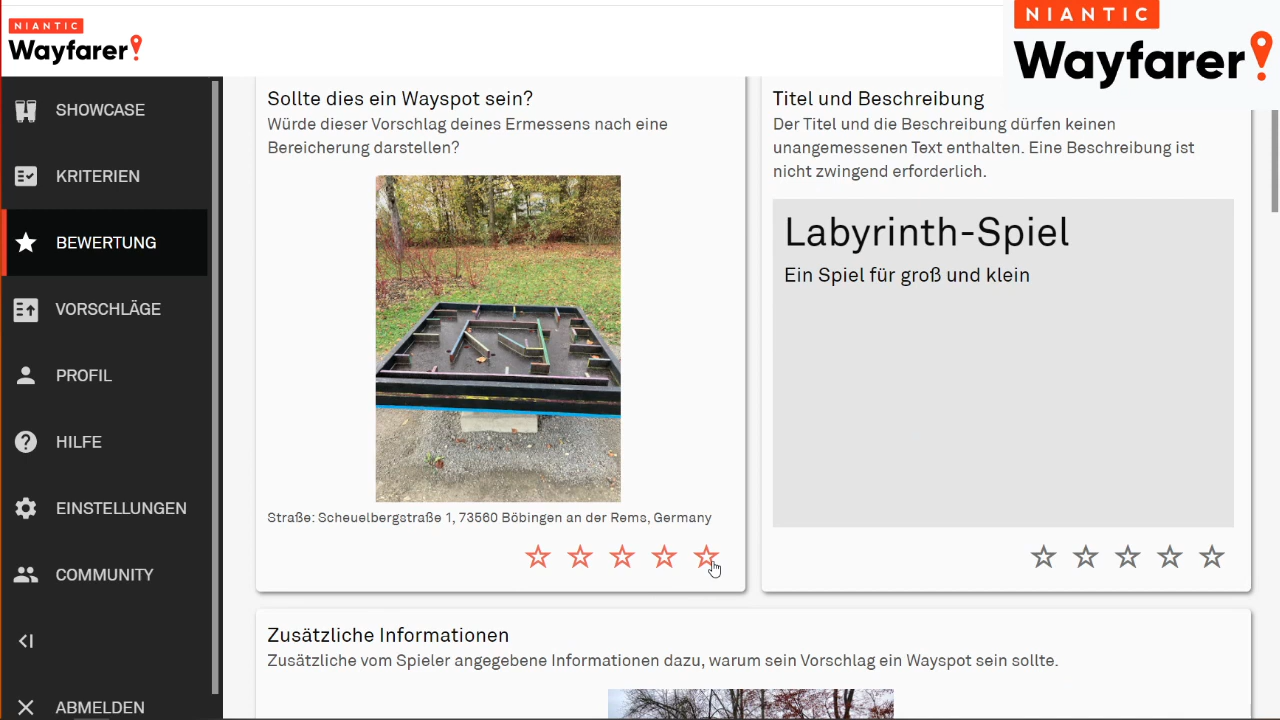 NIANTIC
Wayfarer
NIANTIC
Wayfarer
SHOWCASE
KRITERIEN
BEWERTUNG
VORSCHLÄGE
PROFIL
HILFE
EINSTELLUNGEN
COMMUNITY
ABMELDEN
Sollte dies ein Wayspot sein?
Würde dieser Vorschlag deines Ermessens nach eine
Bereicherung darstellen?
Straße: Scheuelbergstraße 1, 73560 Böbingen an der Rems, Germany
Titel und Beschreibung
Der Titel und die Beschreibung dürfen keinen
unangemessenen Text enthalten. Eine Beschreibung ist
nicht zwingend erforderlich.
Labyrinth-Spiel
Ein Spiel für groß und klein
Zusätzliche Informationen
Zusätzliche vom Spieler angegebene Informationen dazu, warum sein Vorschlag ein Wayspot sein sollte.